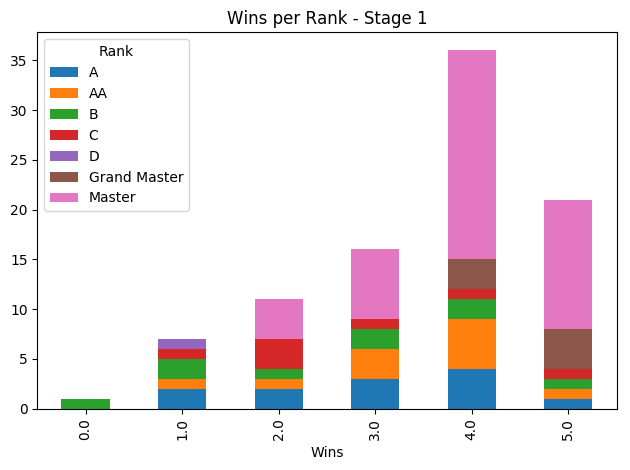 Wins per Rank - Stage 1
Rank
A
AA
B
C
D
Grand Master
Master
35
30
25
20
15
10
5
0
0.0 1.0 2.0 3.0 4.0 5.0
Wins